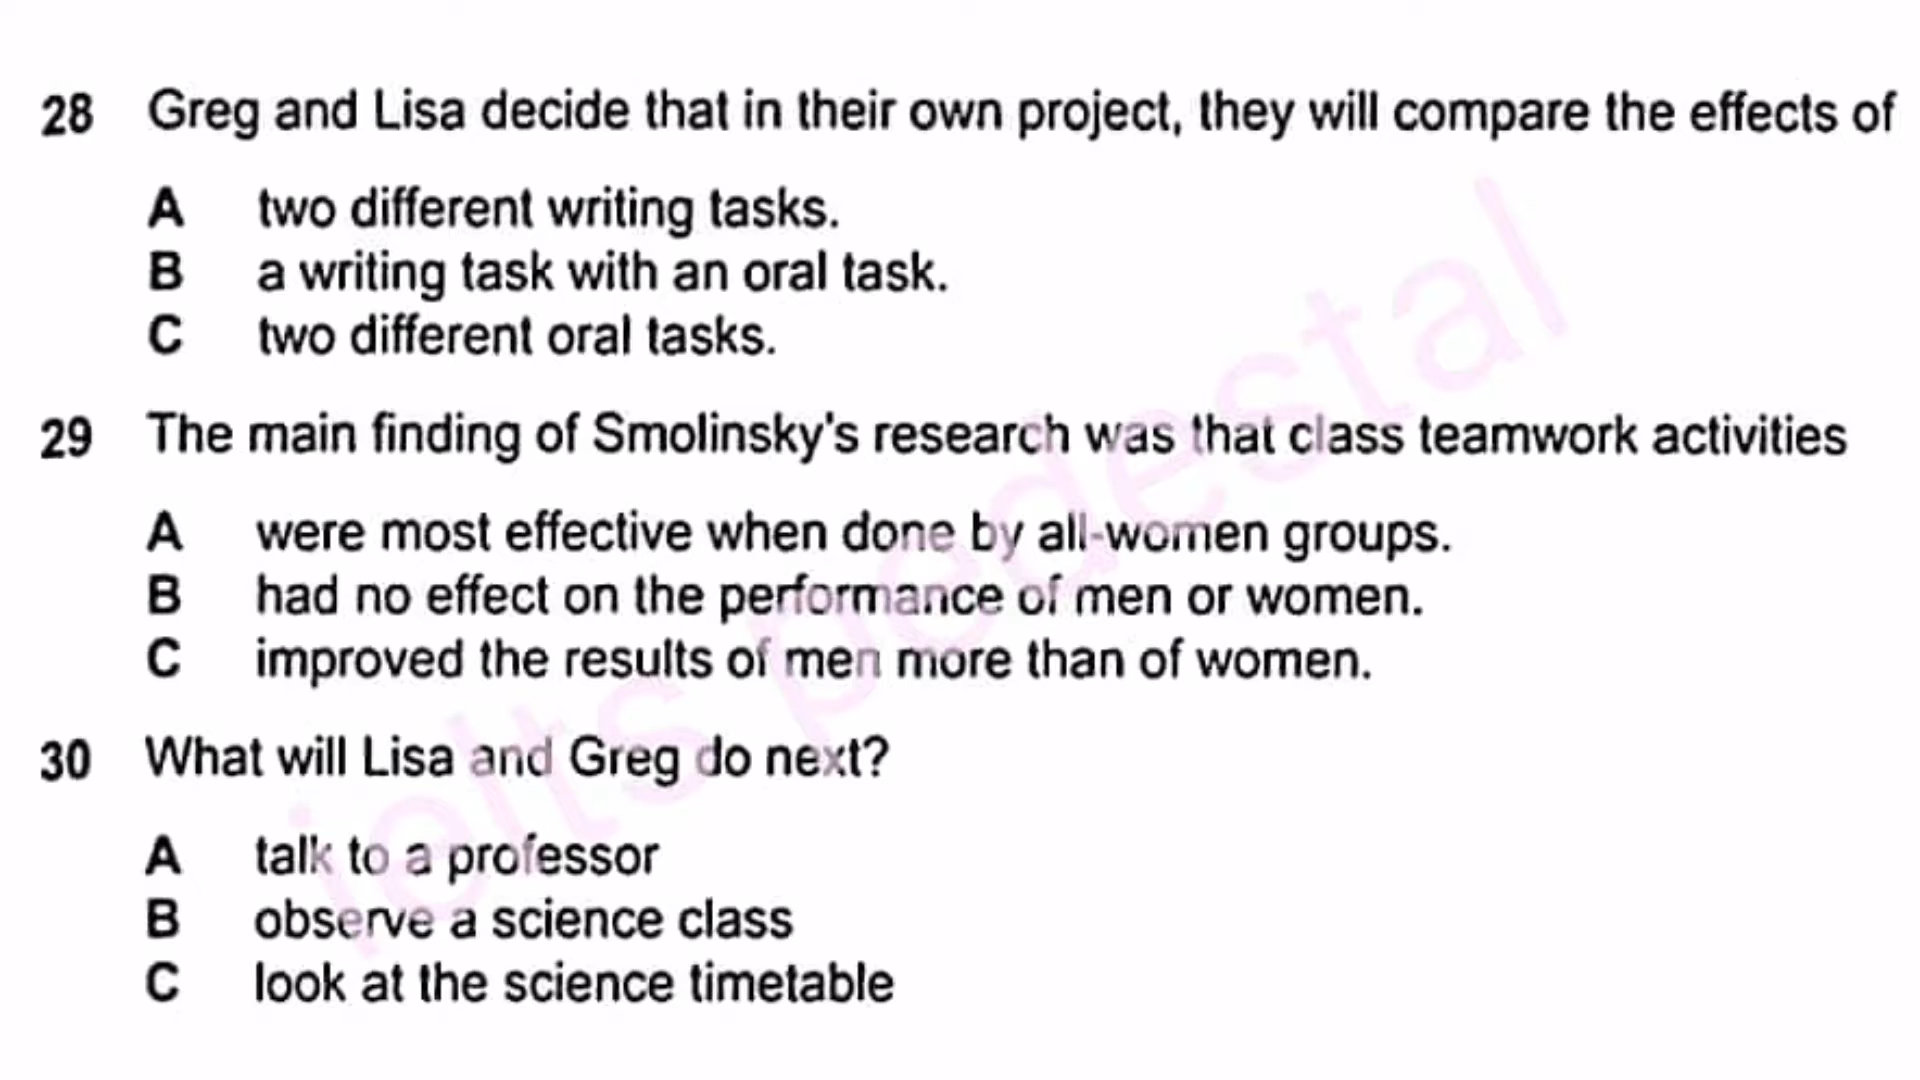 28 Greg and Lisa decide that in their own project, they will compare the effects of
A two different writing tasks.
B a writing task with an oral task.
C two different oral tasks.
29 The main finding of Smolinsky's research was that class teamwork activities
A were most effective when done by all-women groups.
B had no effect on the performance of men or women.
C improved the results of men more than of women.
30 What will Lisa and Greg do next?
A talk to a professor
B observe a science class
C look at the science timetable
ielts pedestal